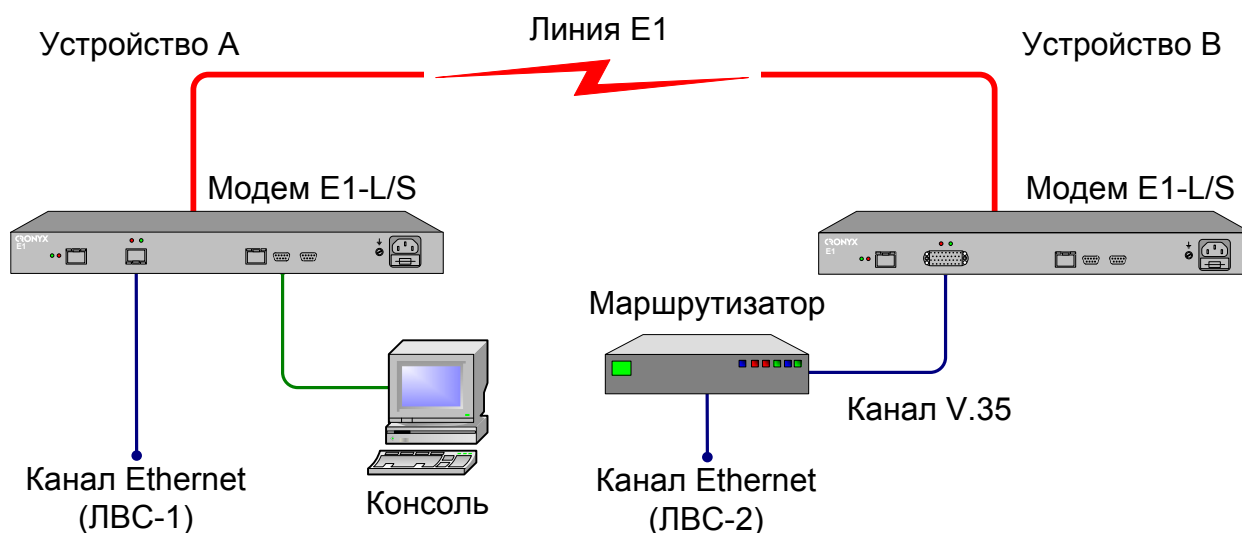 Линия E1
Устройство A
Устройство B
Модем E1-L/S
Модем E1-L/S
CRONYX
E1
CRONYX
E1
Маршрутизатор
Канал V.35
Канал Ethernet
(ЛВС-1)
Консоль
Канал Ethernet
(ЛВС-2)